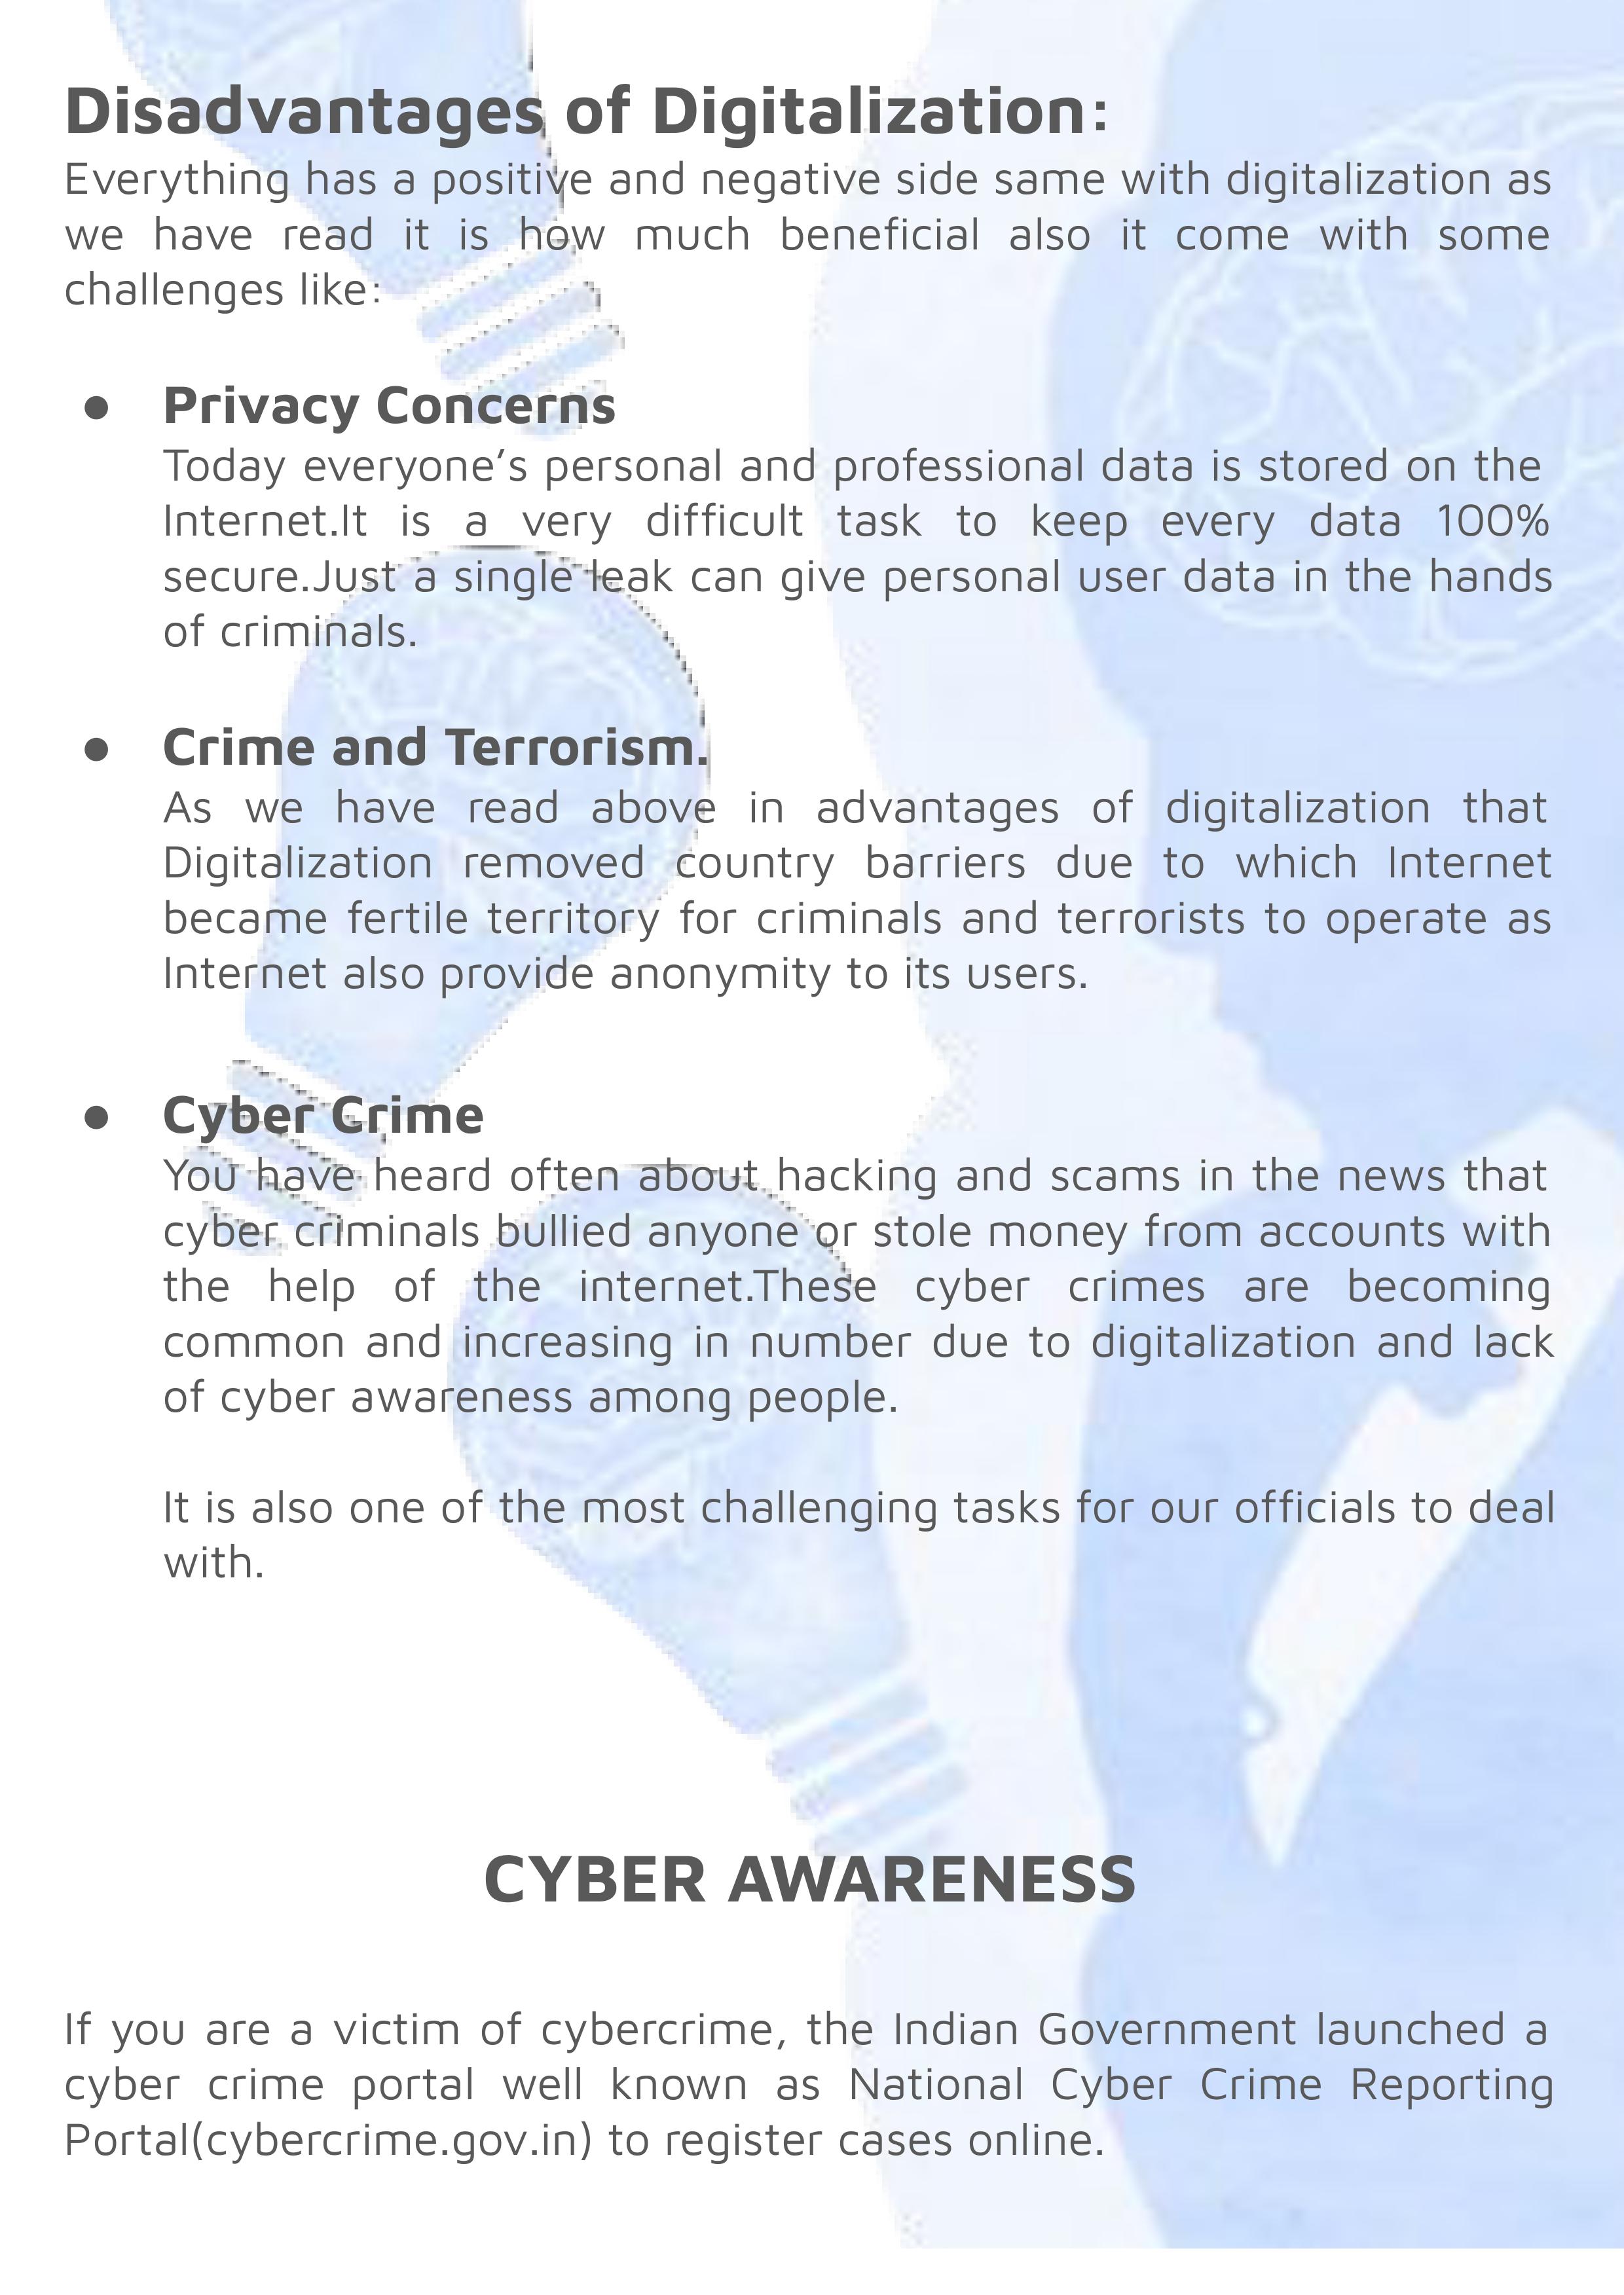 Disadvantages of Digitalization:
Everything has a positive and negative side same with digitalization as
we have read it is how much beneficial also it come with some
challenges like:
● Privacy Concerns
Today everyone’s personal and professional data is stored on the
Internet.It is a very difficult task to keep every data 100%
secure.Just a single leak can give personal user data in the hands
of criminals.
● Crime and Terrorism.
As we have read above in advantages of digitalization that
Digitalization removed country barriers due to which Internet
became fertile territory for criminals and terrorists to operate as
Internet also provide anonymity to its users.
● Cyber Crime
You have heard often about hacking and scams in the news that
cyber criminals bullied anyone or stole money from accounts with
the help of the internet.These cyber crimes are becoming
common and increasing in number due to digitalization and lack
of cyber awareness among people.
It is also one of the most challenging tasks for our officials to deal
with.
CYBER AWARENESS
If you are a victim of cybercrime, the Indian Government launched a
cyber crime portal well known as National Cyber Crime Reporting
Portal(cybercrime.gov.in) to register cases online.